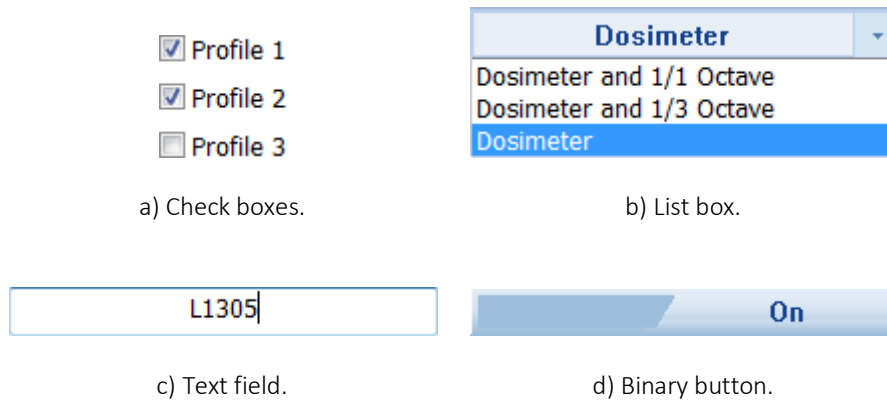 Profile 1
Profile 2
Profile 3
a) Check boxes.
Dosimeter
Dosimeter and 1/1 Octave
Dosimeter and 1/3 Octave
Dosimeter
b) List box.
L1305
c) Text field.
On
d) Binary button.